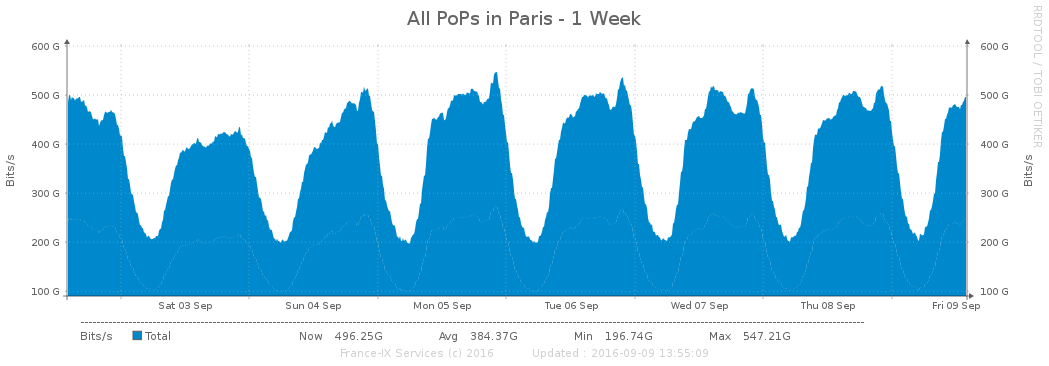 All PoPs in Paris - 1 Week
RRDTOOL / TOBI OETIKER
Bits/s
600 G 600 G
500 G 500 G
400 G 400 G
300 G 300 G
200 G 200 G
100 G 100 G
Bits/s
Sat 03 Sep Sun 04 Sep Mon 05 Sep Tue 06 Sep Wed 07 Sep Thu 08 Sep Fri 09 Sep
Bits/s Total Now 496.25G Avg 384.37G Min 196.74G Max 547.21G
France-IX Services (c) 2016 Updated : 2016-09-09 13:55:09